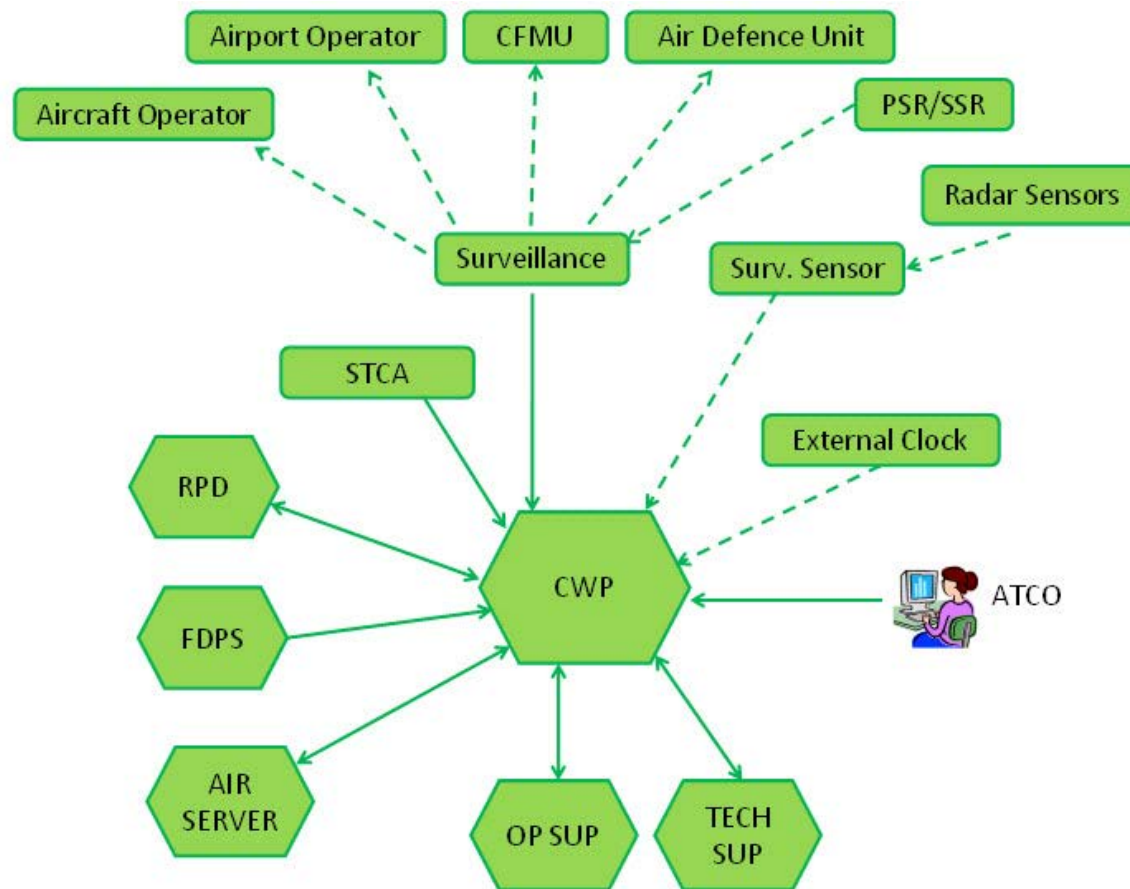 Airport Operator
CFMU
Air Defence Unit
Aircraft Operator
PSR/SSR
Radar Sensors
Surveillance
Surv. Sensor
STCA
External Clock
RPD
CWP
ATCO
FDPS
AIR
SERVER
OP SUP
TECH
SUP